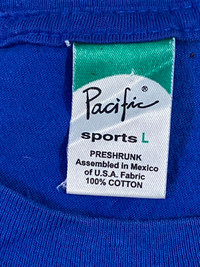 Pacific®
sports L
PRESHRUNK
Assembled in Mexico
of U.S.A. Fabric
100% COTTON